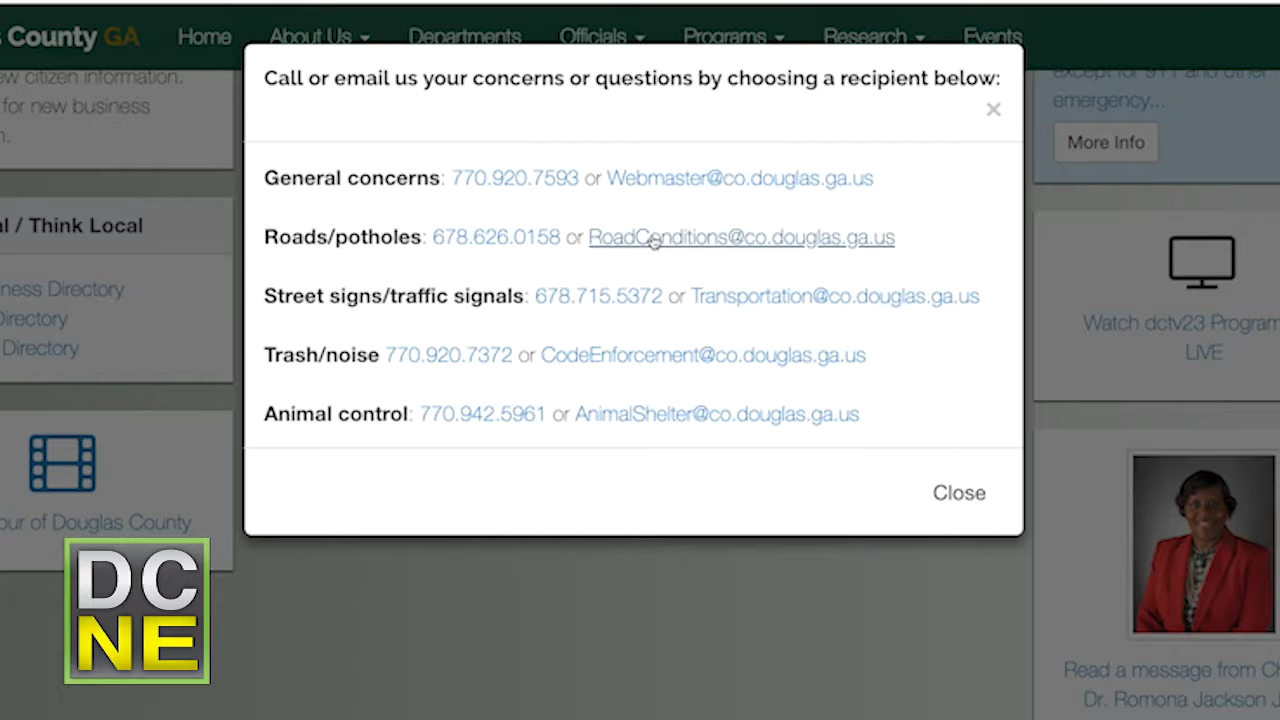 County GA
Home
About Us
Departments
Officials
Programs
Research
Events
ew citizen information.
for new business
n.
al / Think Local
ness Directory
Directory
Directory
our of Douglas County
DC
NE
Call or email us your concerns or questions by choosing a recipient below:
×
General concerns: 770.920.7593 or Webmaster@co.douglas.ga.us
Roads/potholes: 678.626.0158 or RoadConditions@co.douglas.ga.us
Street signs/traffic signals: 678.715.5372 or Transportation@co.douglas.ga.us
Trash/noise 770.920.7372 or CodeEnforcement@co.douglas.ga.us
Animal control: 770.942.5961 or AnimalShelter@co.douglas.ga.us
Close
except for 911 and other
emergency...
More Info
Watch dctv23 Program
LIVE
Read a message from Ch
Dr. Romona Jackson J